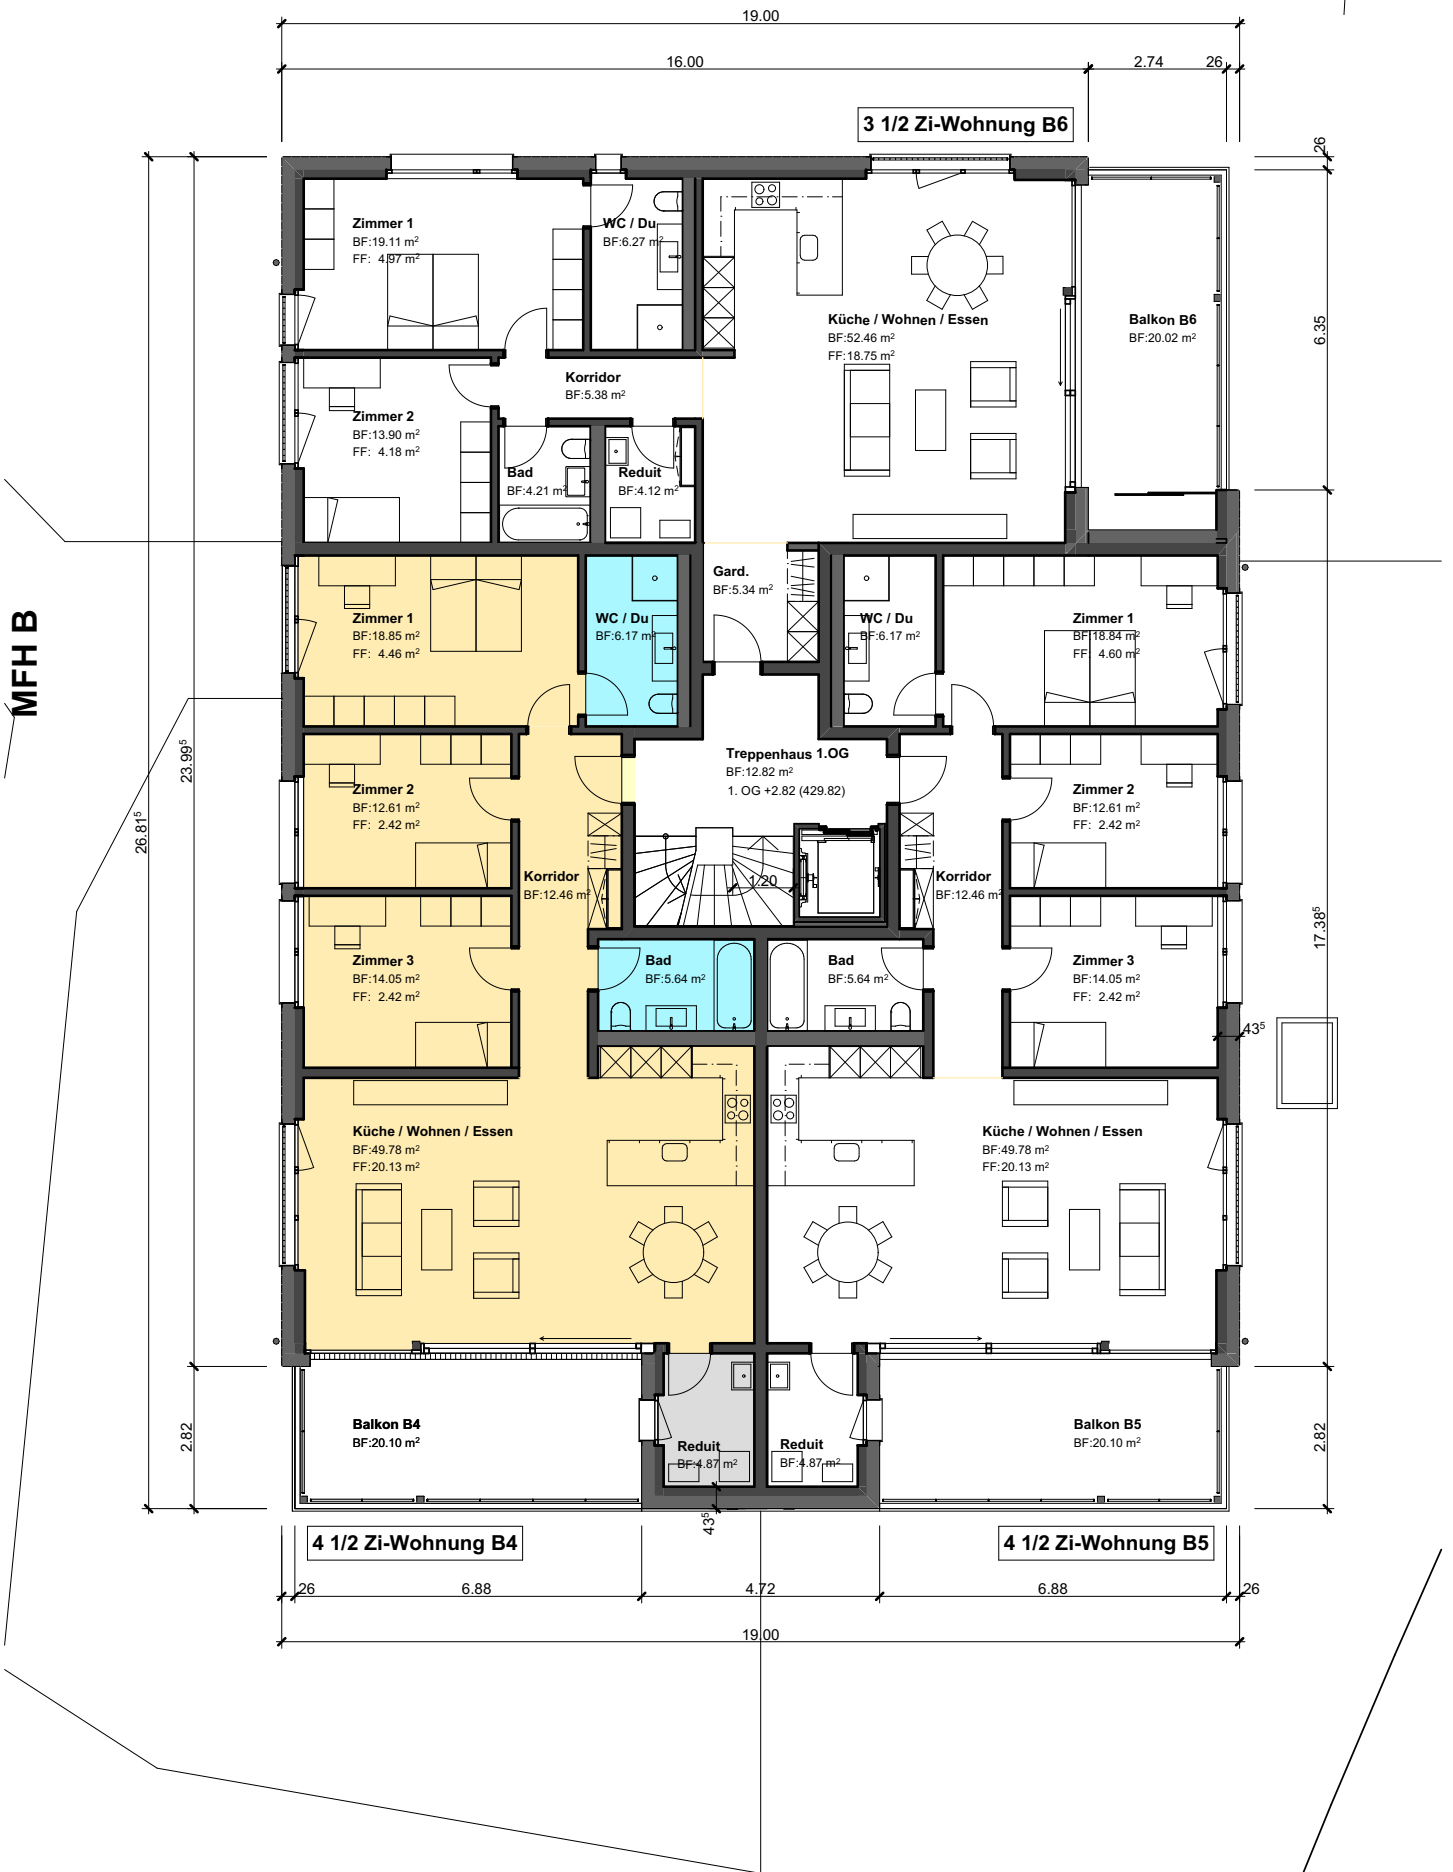 19.00
16.00
2.74
26
3 1/2 Zi-Wohnung B6
26
6.35
Zimmer 1
BF:19.11 m²
FF: 4.97 m²
WC / Du
BF:6.27 m²
Küche / Wohnen / Essen
BF:52.46 m²
FF:18.75 m²
Balkon B6
BF:20.02 m²
Korridor
BF:5.38 m²
Zimmer 2
BF:13.90 m²
FF: 4.18 m²
Bad
BF:4.21 m²
Reduit
BF:4.12 m²
Gard.
BF:5.34 m²
MFH B
26.81⁵
23.99⁵
Zimmer 1
BF:18.85 m²
FF: 4.46 m²
WC / Du
BF:6.17 m²
WC / Du
BF:6.17 m²
Zimmer 1
BF:18.84 m²
FF: 4.60 m²
Treppenhaus 1.OG
BF:12.82 m²
1. OG +2.82 (429.82)
Zimmer 2
BF:12.61 m²
FF: 2.42 m²
Zimmer 2
BF:12.61 m²
FF: 2.42 m²
Korridor
BF:12.46 m²
1.20
Korridor
BF:12.46 m²
17.38⁵
Zimmer 3
BF:14.05 m²
FF: 2.42 m²
Bad
BF:5.64 m²
Bad
BF:5.64 m²
Zimmer 3
BF:14.05 m²
FF: 2.42 m²
43⁵
Küche / Wohnen / Essen
BF:49.78 m²
FF:20.13 m²
Küche / Wohnen / Essen
BF:49.78 m²
FF:20.13 m²
2.82
Balkon B4
BF:20.10 m²
Reduit
BF:4.87 m²
Reduit
BF:4.87 m²
Balkon B5
BF:20.10 m²
2.82
43⁵
4 1/2 Zi-Wohnung B4
4 1/2 Zi-Wohnung B5
26
6.88
4.72
6.88
26
19.00